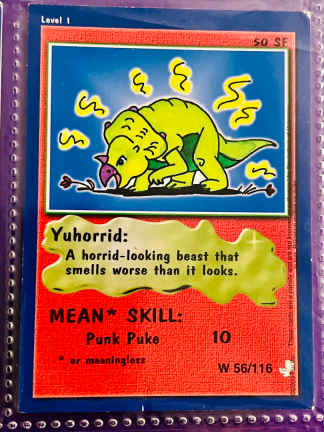 Level 1
50 SF
Yuhorrid:
A horrid-looking beast that
smells worse than it looks.
MEAN* SKILL:
Punk Puke 10
* or meaningless
W 56/116